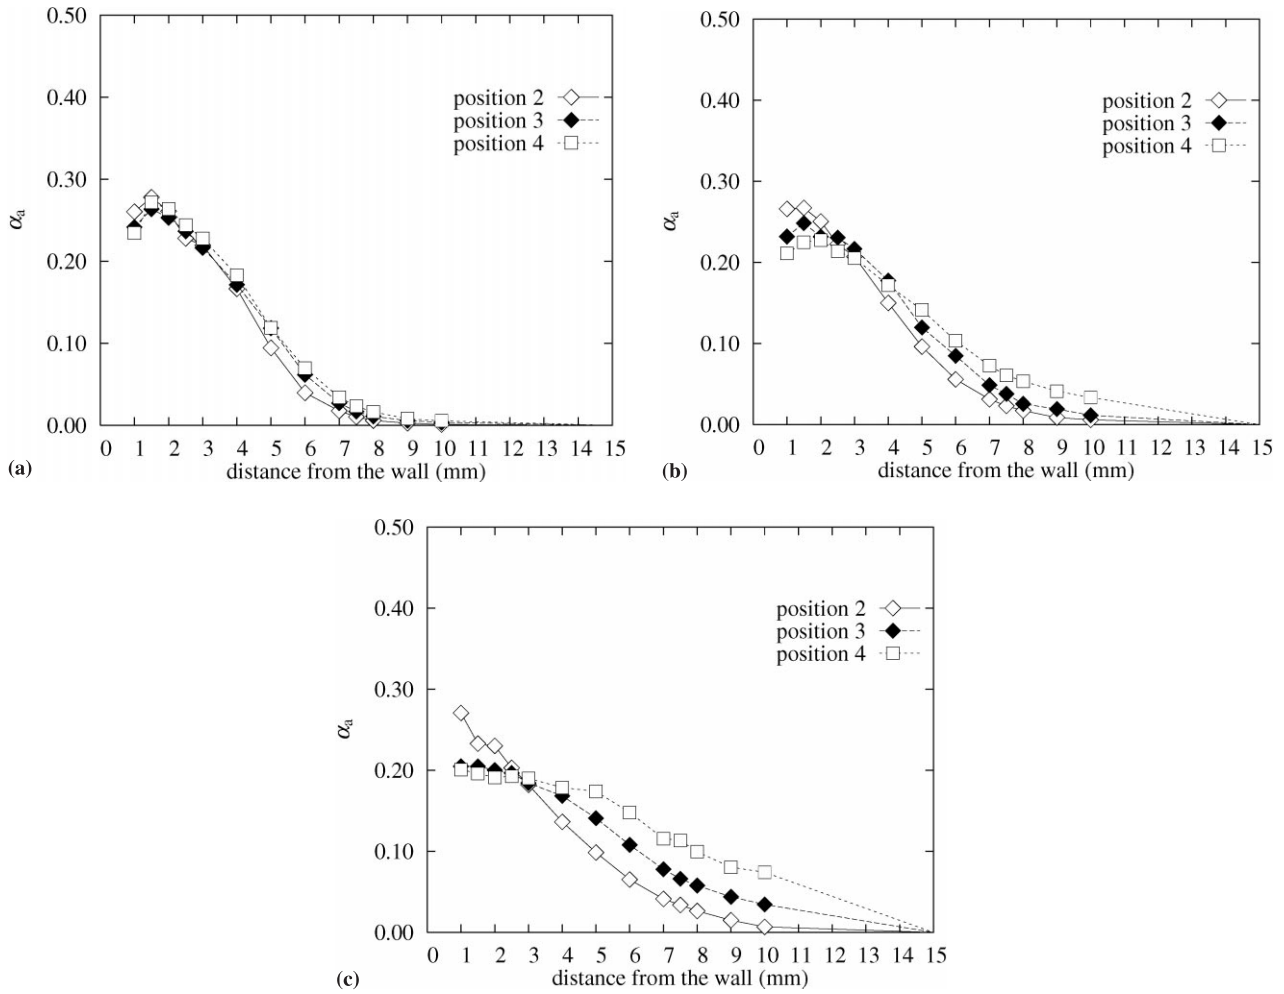 0.50
0.40
0.30
0.20
0.10
0.00
αa
position 2
position 3
position 4
0 1 2 3 4 5 6 7 8 9 10 11 12 13 14 15
distance from the wall (mm)
(a)
0.50
0.40
0.30
0.20
0.10
0.00
αa
position 2
position 3
position 4
0 1 2 3 4 5 6 7 8 9 10 11 12 13 14 15
distance from the wall (mm)
(b)
0.50
0.40
0.30
0.20
0.10
0.00
αa
position 2
position 3
position 4
0 1 2 3 4 5 6 7 8 9 10 11 12 13 14 15
distance from the wall (mm)
(c)